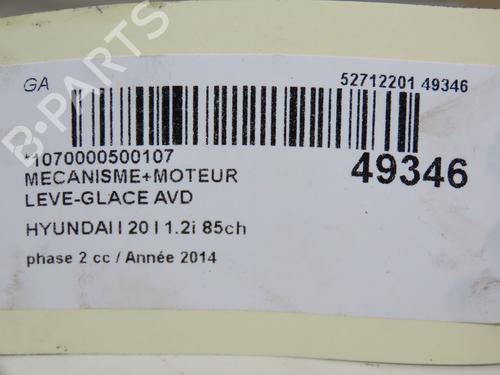 GA
52712201 49346
*1070000500107
49346
MECANISME+MOTEUR
LEVE-GLACE AVD
HYUNDAI I 20 I 1.2i 85ch
phase 2 cc / Année 2014
B-PARTS